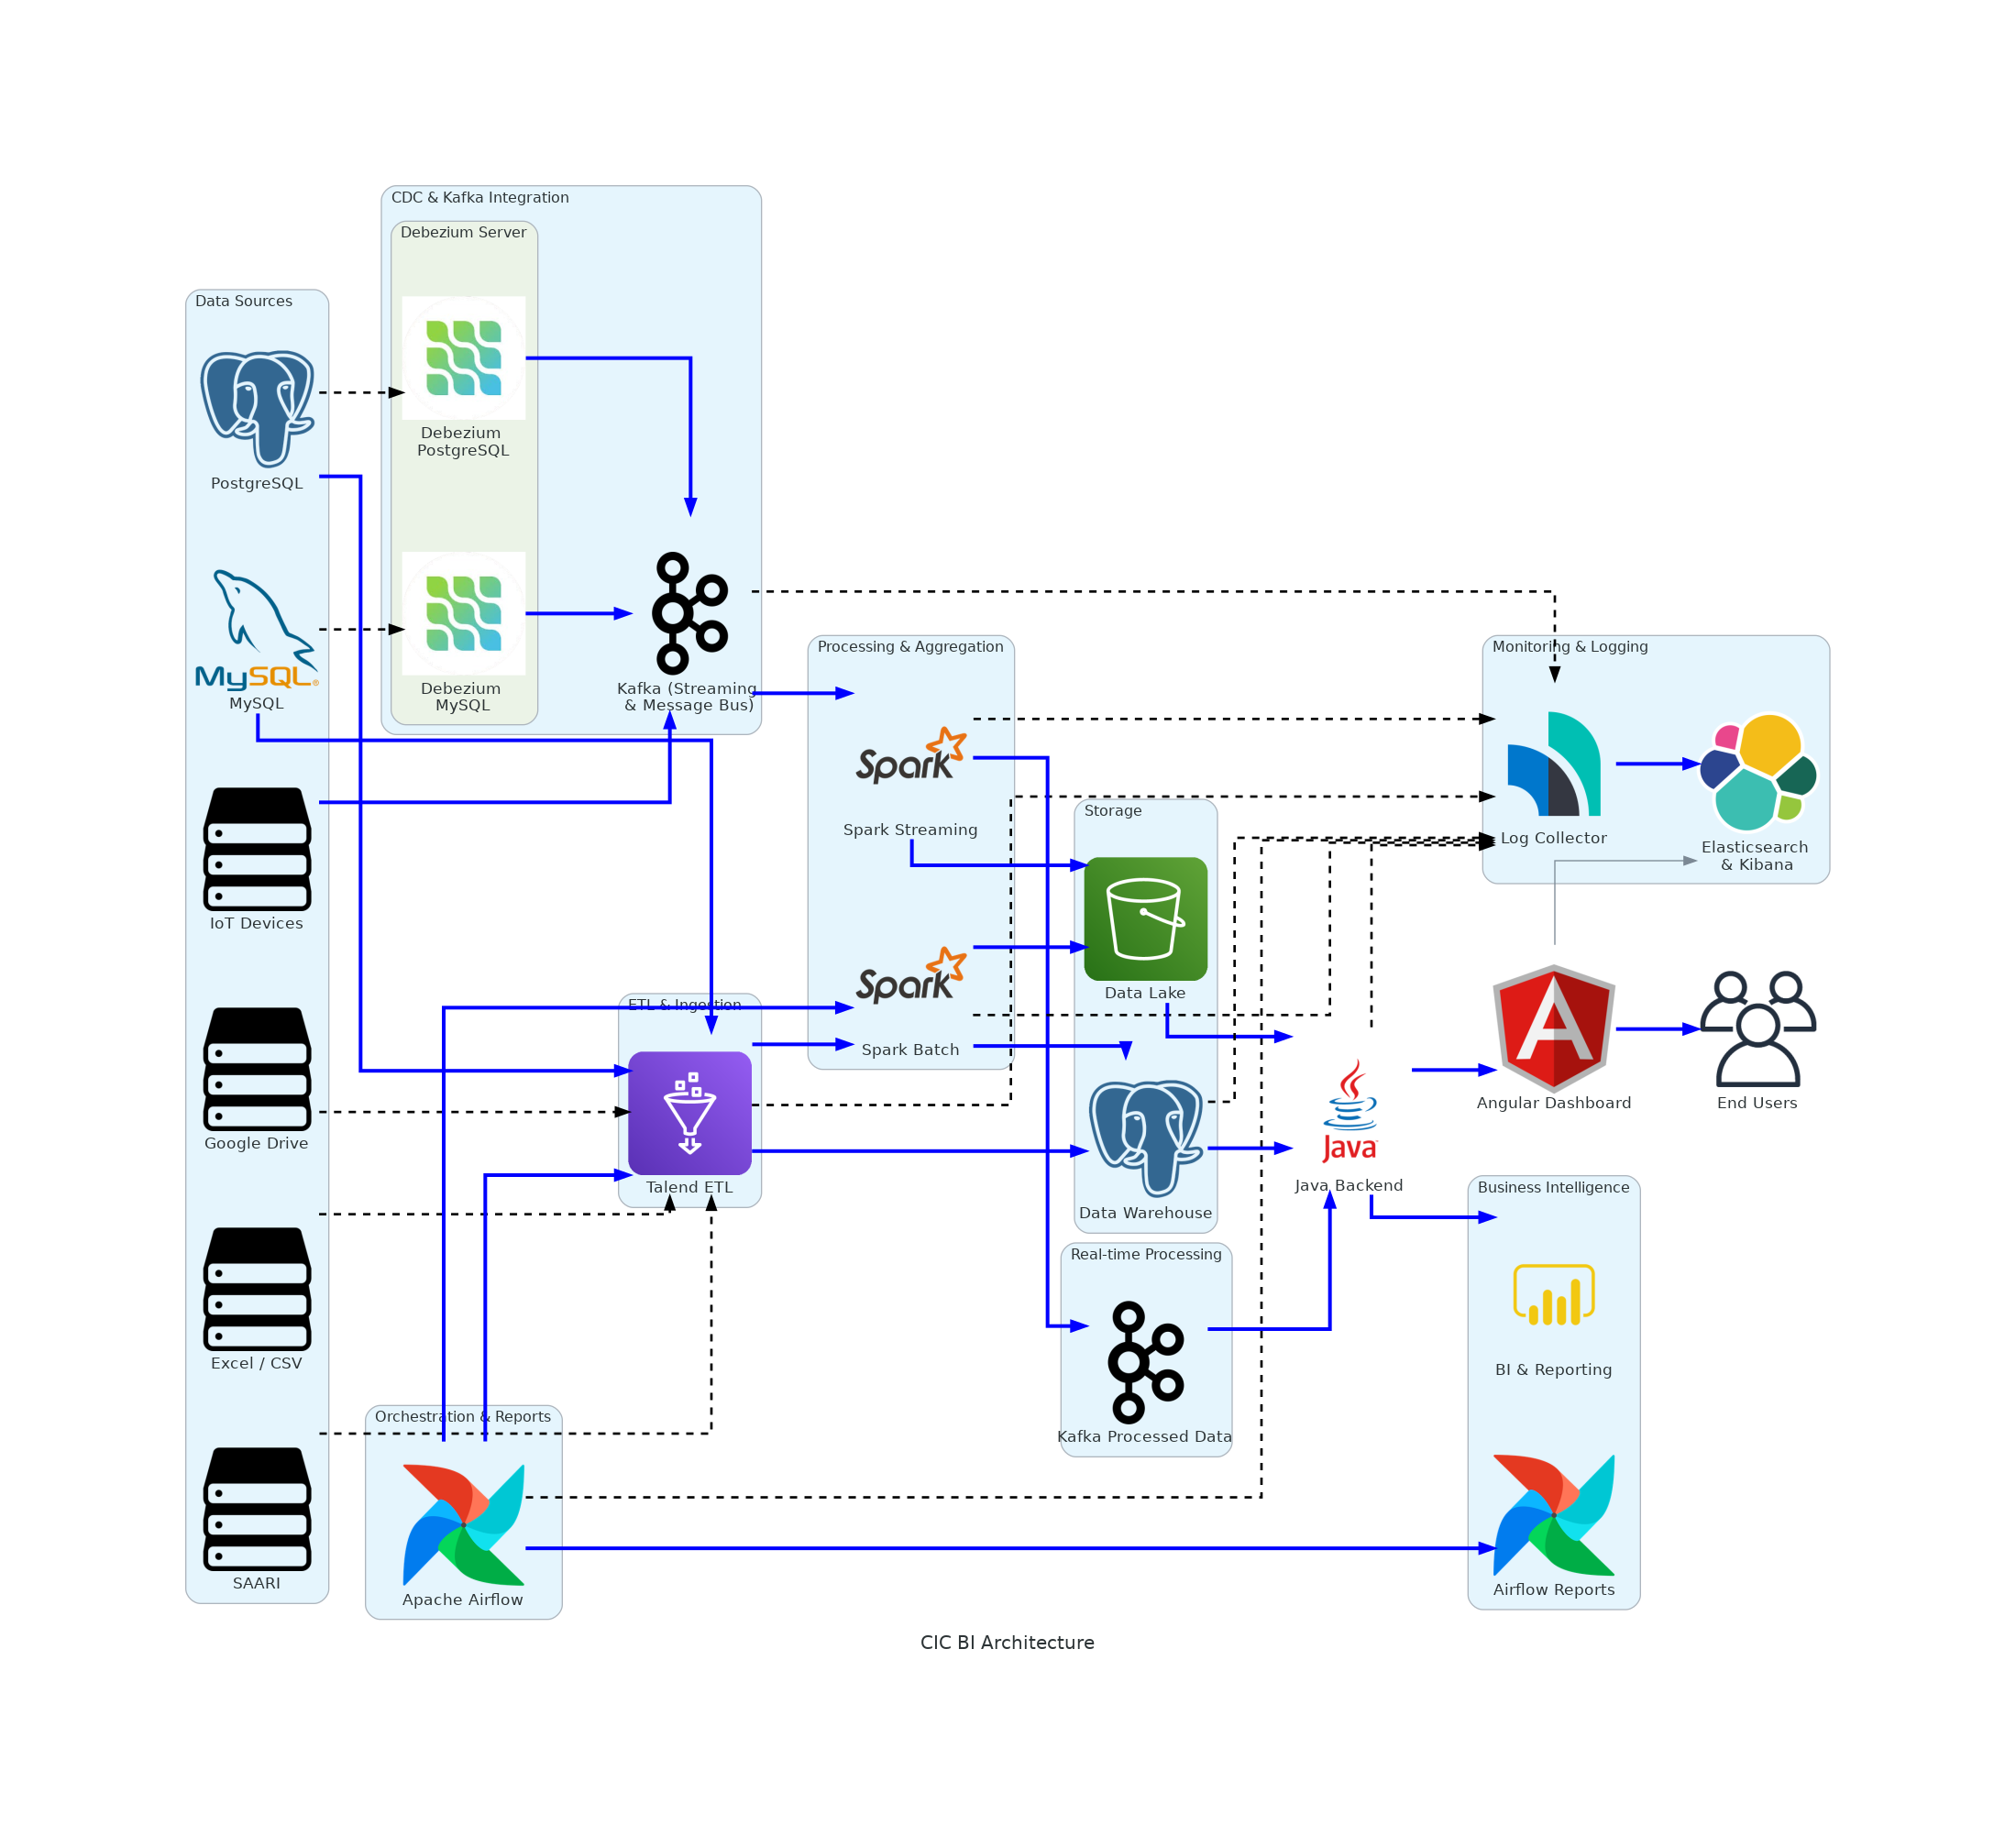 CDC & Kafka Integration
Debezium Server
Data Sources
Debezium
PostgreSQL
PostgreSQL
MySQL®
MySQL
Debezium
MySQL
Kafka (Streaming
& Message Bus)
IoT Devices
Google Drive
Excel / CSV
SAARI
Processing & Aggregation
Spark
Spark Streaming
Spark
Spark Batch
ETL & Ingestion
Talend ETL
Storage
Data Lake
Data Warehouse
Real-time Processing
Kafka Processed Data
Monitoring & Logging
Log Collector
Elasticsearch
& Kibana
Java
Java Backend
Angular Dashboard
End Users
Business Intelligence
BI & Reporting
Airflow Reports
Orchestration & Reports
Apache Airflow
CIC BI Architecture